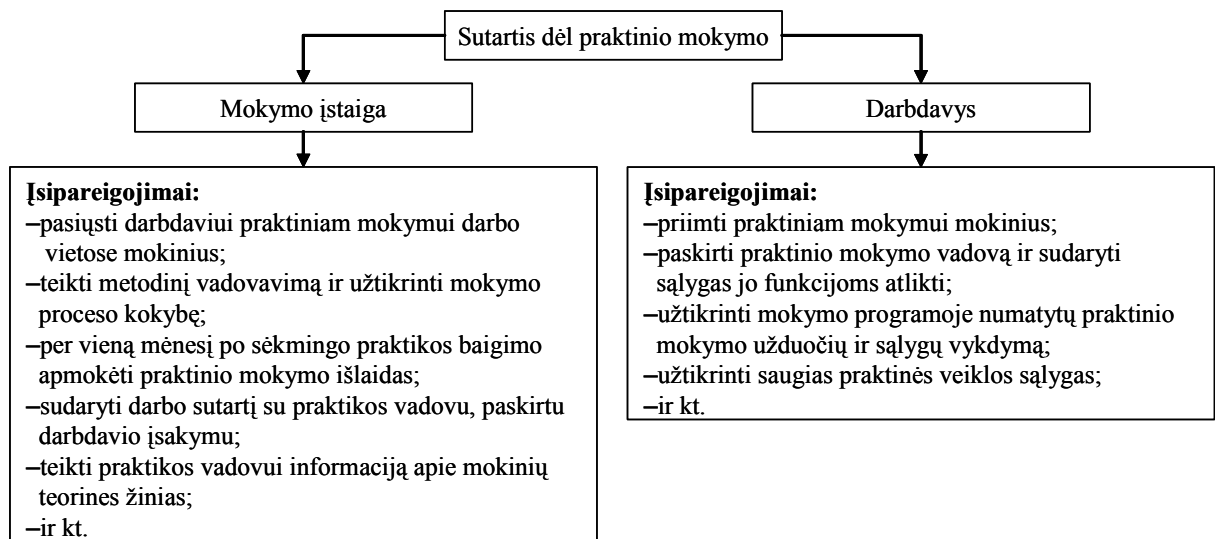 Sutartis dėl praktinio mokymo
Mokymo įstaiga
Darbdavys
Įsipareigojimai:
–pasiųsti darbdaviui praktiniam mokymui darbo
vietose mokinius;
–teikti metodinį vadovavimą ir užtikrinti mokymo
proceso kokybę;
–per vieną mėnesį po sėkmingo praktikos baigimo
apmokėti praktinio mokymo išlaidas;
–sudaryti darbo sutartį su praktikos vadovu, paskirtu
darbdavio įsakymu;
–teikti praktikos vadovui informaciją apie mokinių
teorines žinias;
–ir kt.
Įsipareigojimai:
–priimti praktiniam mokymui mokinius;
–paskirti praktinio mokymo vadovą ir sudaryti
sąlygas jo funkcijoms atlikti;
–užtikrinti mokymo programoje numatytų praktinio
mokymo užduočių ir sąlygų vykdymą;
–užtikrinti saugias praktinės veiklos sąlygas;
–ir kt.